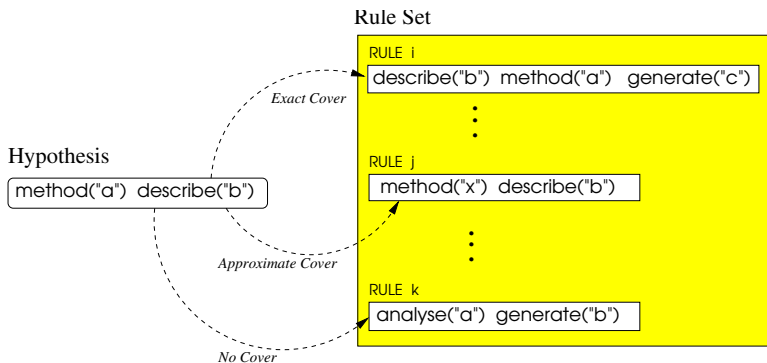 Rule Set
RULE i
describe("b") method("a") generate("c")
Exact Cover
Hypothesis
method("a") describe("b")
RULE j
method("x") describe("b")
Approximate Cover
RULE k
analyse("a") generate("b")
No Cover